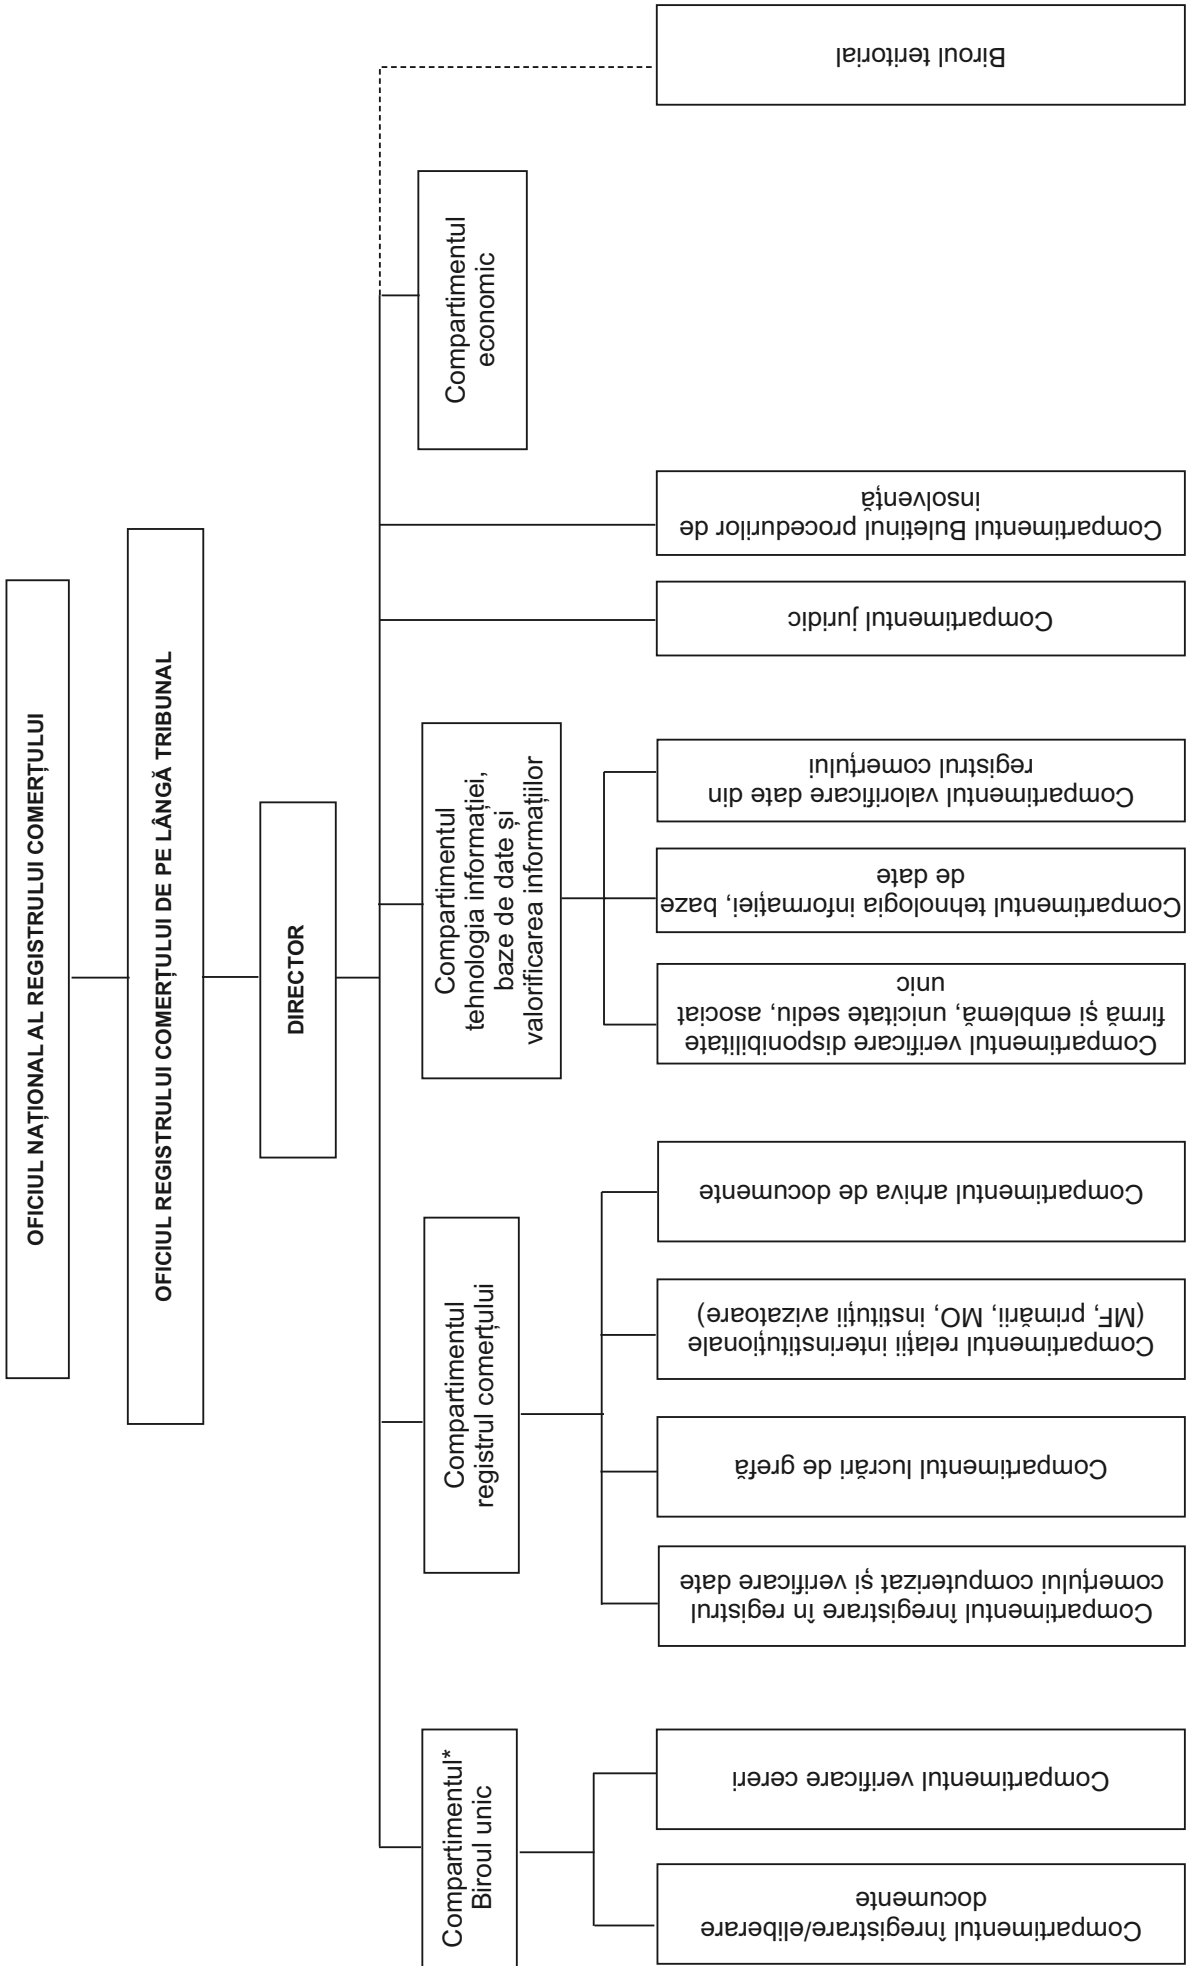 OFICIUL NAȚIONAL AL REGISTRULUI COMERȚULUI
OFICIUL REGISTRULUI COMERȚULUI DE PE LÂNGĂ TRIBUNAL
DIRECTOR
Compartimentul*
Biroul unic
Compartimentul
registrul comerțului
Compartimentul
tehnologia informației,
baze de date și
valorificarea informațiilor
Compartimentul
economic
Compartimentul înregistrare/eliberare
documente
Compartimentul verificare cereri
Compartimentul înregistrare în registrul
comerțului computerizat și verificare date
Compartimentul lucrări de grefă
Compartimentul relații interinstituționale
(MF, primării, MO, instituții avizatoare)
Compartimentul arhiva de documente
Compartimentul verificare disponibilitate
firmă și emblemă, unicitate sediu, asociat
unic
Compartimentul tehnologia informației, baze
de date
Compartimentul valorificare date din
registrul comerțului
Compartimentul juridic
Compartimentul Buletinul procedurilor de
insolvență
Biroul teritorial